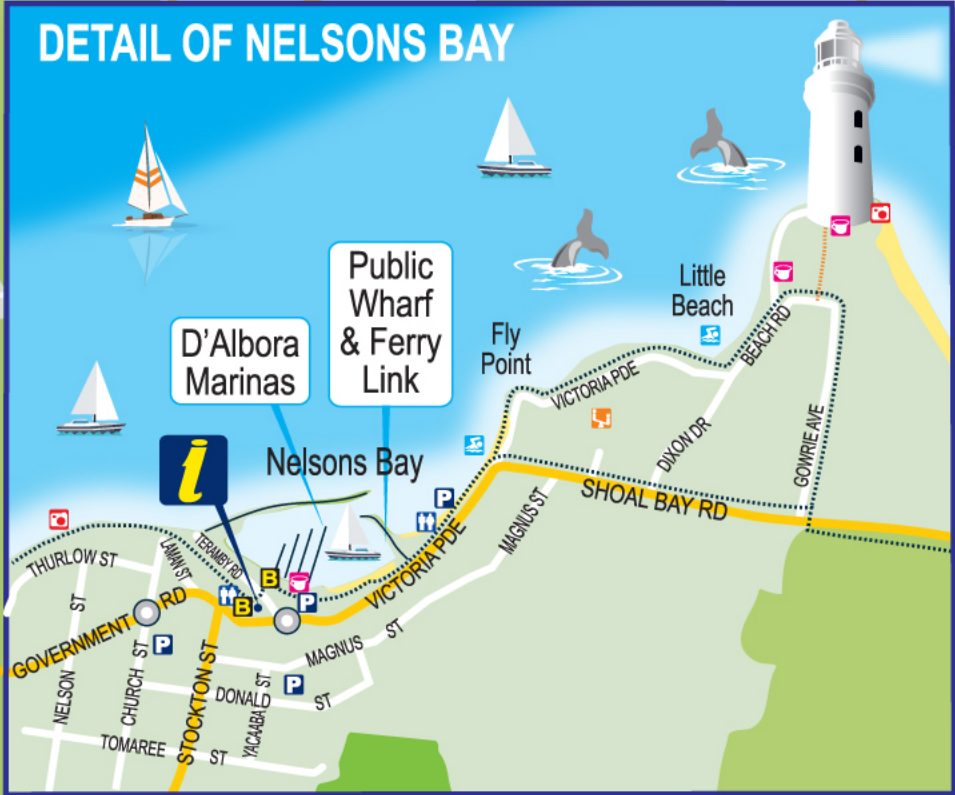 DETAIL OF NELSONS BAY
Public
Wharf
& Ferry
Link
D'Albora
Marinas
Little
Beach
Fly
Point
i
Nelsons Bay
BEACH RD
VICTORIA PDE
DIXON DR
GOWRIE AVE
SHOAL BAY RD
MAGNUS ST
P
VICTORIA PDE
THURLOW ST
LAMAN ST
TERAMBY RD
B
B
P
GOVERNMENT RD
P
NELSON ST
CHURCH ST
STOCKTON ST
MAGNUS ST
P
DONALD ST
YACAABA ST
TOMAREE ST